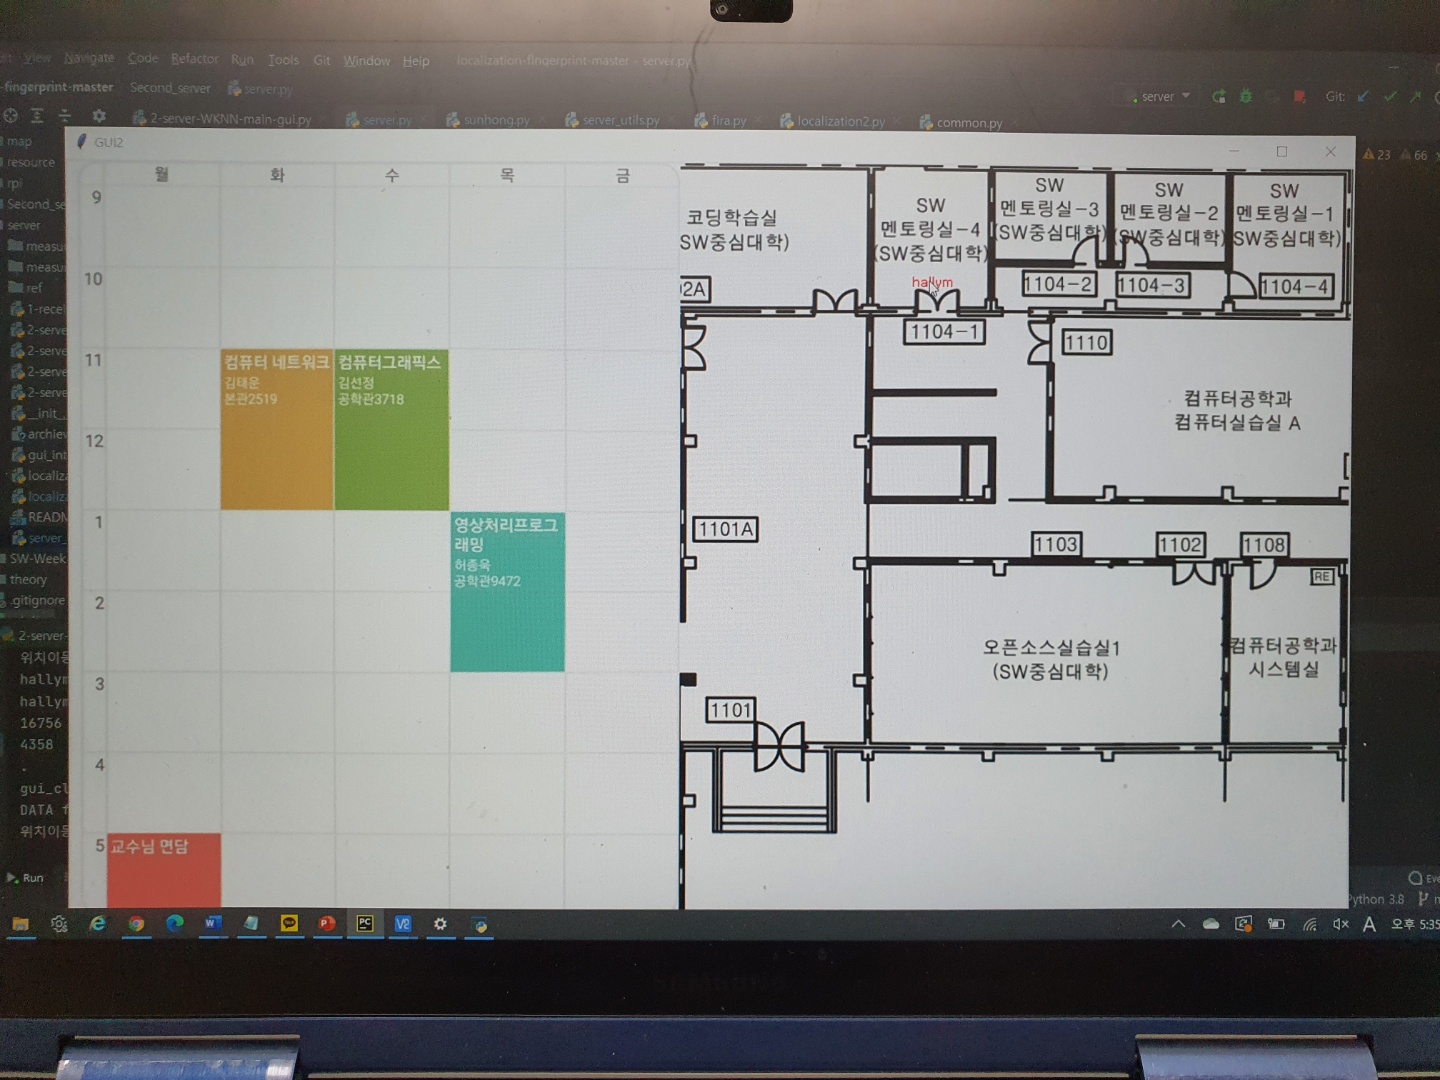 View Navigate Code Refactor Run Tools Git Window Help localization-fingerprint-master - server.py
-fingerprint-master Second_server server.py
server Git:
2-server-WKNN-main-gui.py server.py sunhong.py server_utils.py fira.py localization2.py common.py
map
resource
rpi
Second_se
server
measu
measu
ref
1-rece
2-serve
2-serve
2-serve
2-serve
__init_
archiev
gui_int
localiza
localiza
READM
server_
SW-Week
theory
.gitignore
2-server-
위치이동
hallym
hallym
16756
4358
.
gui_cl
DATA f
위치이동
Run
23 66
GUI2
월 화 수 목 금
9
10
11
12
1
2
3
4
5
컴퓨터 네트워크
김태운
본관2519
컴퓨터그래픽스
김선정
공학관3718
영상처리프로그
래밍
허종욱
공학관9472
교수님 면담
코딩학습실
SW중심대학)
02A
SW
멘토링실-4
(SW중심대학)
hallym
1104-1
SW
멘토링실-3
(SW중심대학)
1104-2
SW
멘토링실-2
(SW중심대학)
1104-3
SW
멘토링실-1
SW중심대학)
1104-4
1110
컴퓨터공학과
컴퓨터실습실 A
1101A
1103
1102
1108
RE
오픈소스실습실1
(SW중심대학)
컴퓨터공학과
시스템실
1101
Eve
Python 3.8
A 오후 5:35